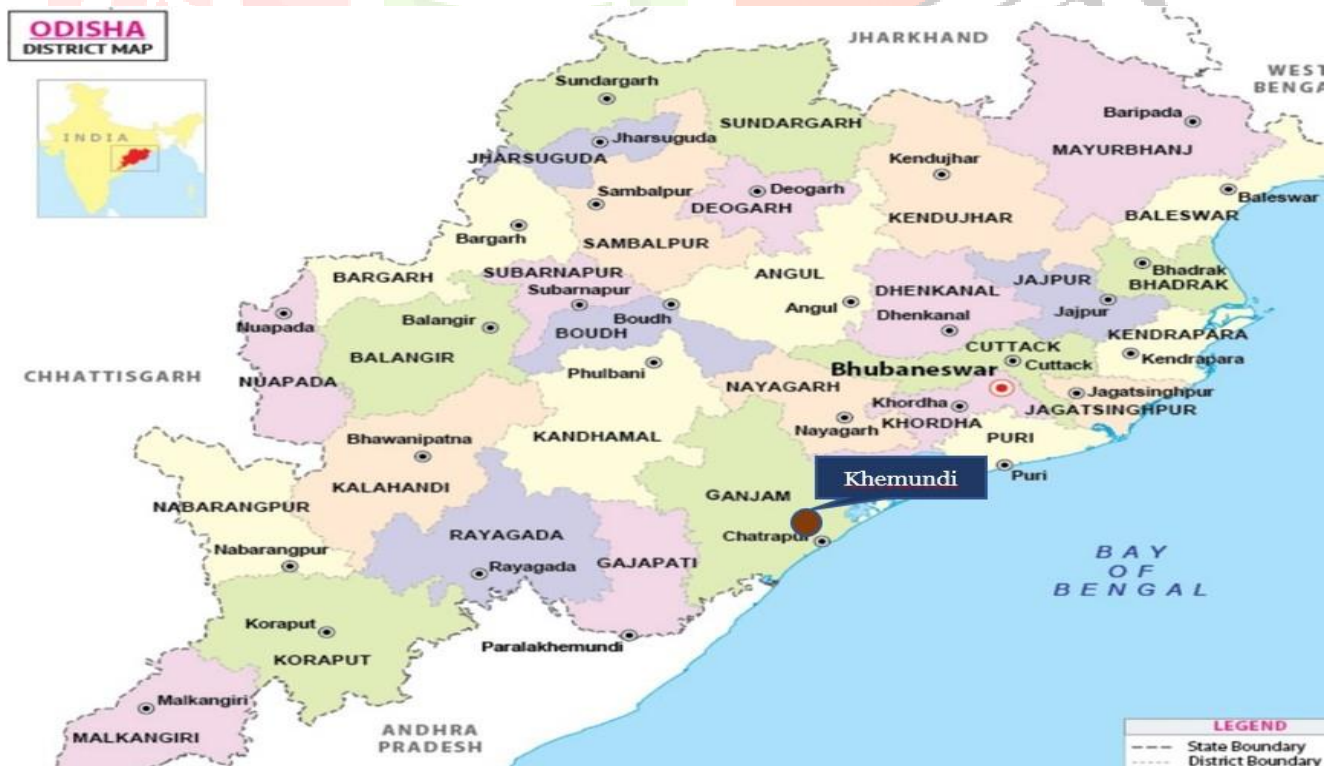 ODISHA
DISTRICT MAP
JHARKHAND
WEST
BENGA
INDIA
Sundargarh
SUNDARGARH
Baripada
MAYURBHANJ
Jharsuguda
JHARSUGUDA
Kendujhar
KENDUJHAR
Sambalpur
SAMBALPUR
Deogarh
DEOGARH
Baleswar
BALESWAR
Bargarh
BARGARH
SUBARNAPUR
Subarnapur
ANGUL
Angul
DHENKANAL
Dhenkanal
JAJPUR
Jajpur
Bhadrak
BHADRAK
Nuapada
NUAPADA
Balangir
BALANGIR
Boudh
BOUDH
KENDRAPARA
Kendrapara
CUTTACK
Cuttack
CHHATTISGARH
Phulbani
KANDHAMAL
NAYAGARH
Nayagarh
Bhubaneswar
Khordha
KHORDHA
Jagatsinghpur
JAGATSINGHPUR
PURI
Puri
Bhawanipatna
KALAHANDI
Khemundi
GANJAM
Chatrapur
NABARANGPUR
Nabarangpur
RAYAGADA
Rayagada
GAJAPATI
Paralakhemundi
BAY
OF
BENGAL
Koraput
KORAPUT
Malkangiri
MALKANGIRI
ANDHRA
PRADESH
LEGEND
State Boundary
District Boundary